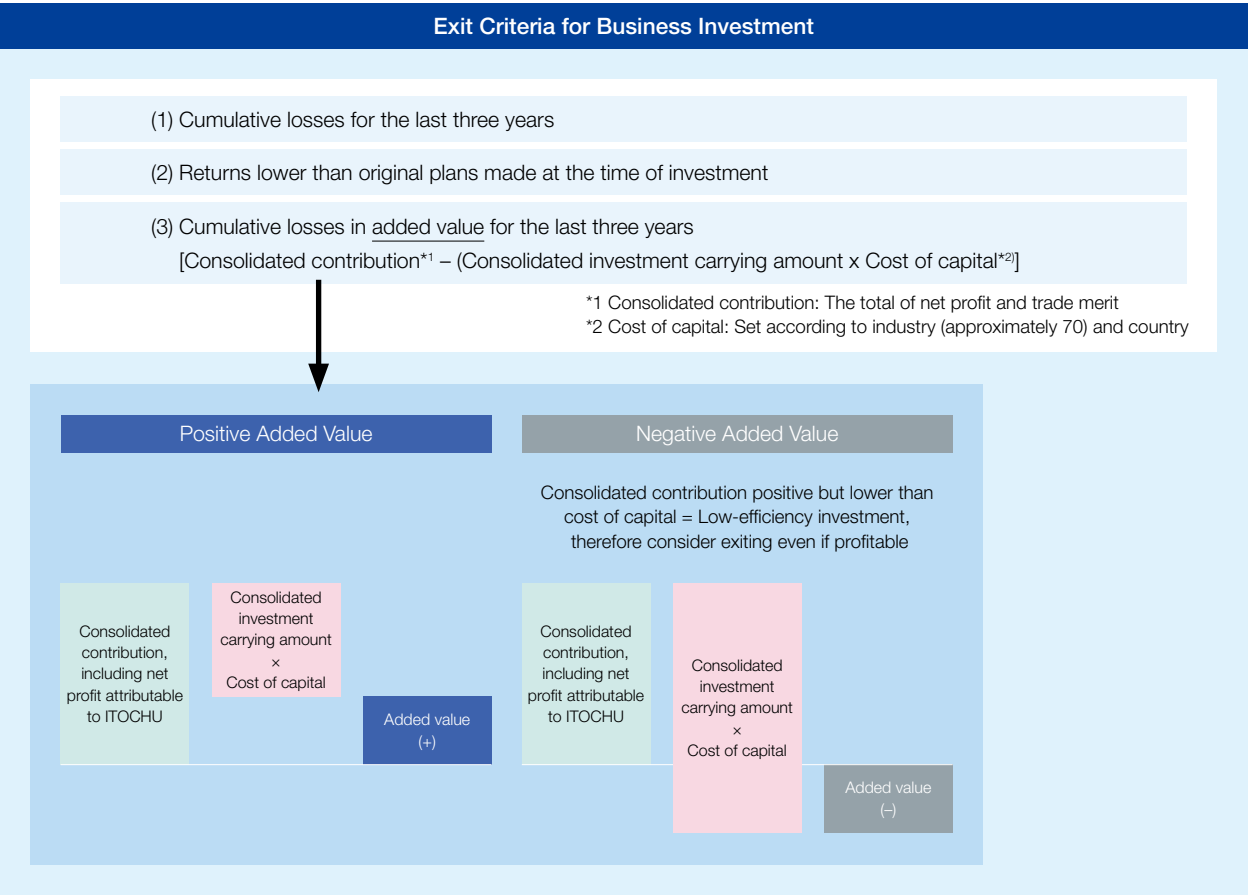 Exit Criteria for Business Investment
(1) Cumulative losses for the last three years
(2) Returns lower than original plans made at the time of investment
(3) Cumulative losses in added value for the last three years
[Consolidated contribution*1 – (Consolidated investment carrying amount x Cost of capital*2)]
*1 Consolidated contribution: The total of net profit and trade merit
*2 Cost of capital: Set according to industry (approximately 70) and country
Positive Added Value
Consolidated
contribution,
including net
profit attributable
to ITOCHU
Consolidated
investment
carrying amount
×
Cost of capital
Added value
(+)
Negative Added Value
Consolidated contribution positive but lower than
cost of capital = Low-efficiency investment,
therefore consider exiting even if profitable
Consolidated
contribution,
including net
profit attributable
to ITOCHU
Consolidated
investment
carrying amount
×
Cost of capital
Added value
(–)